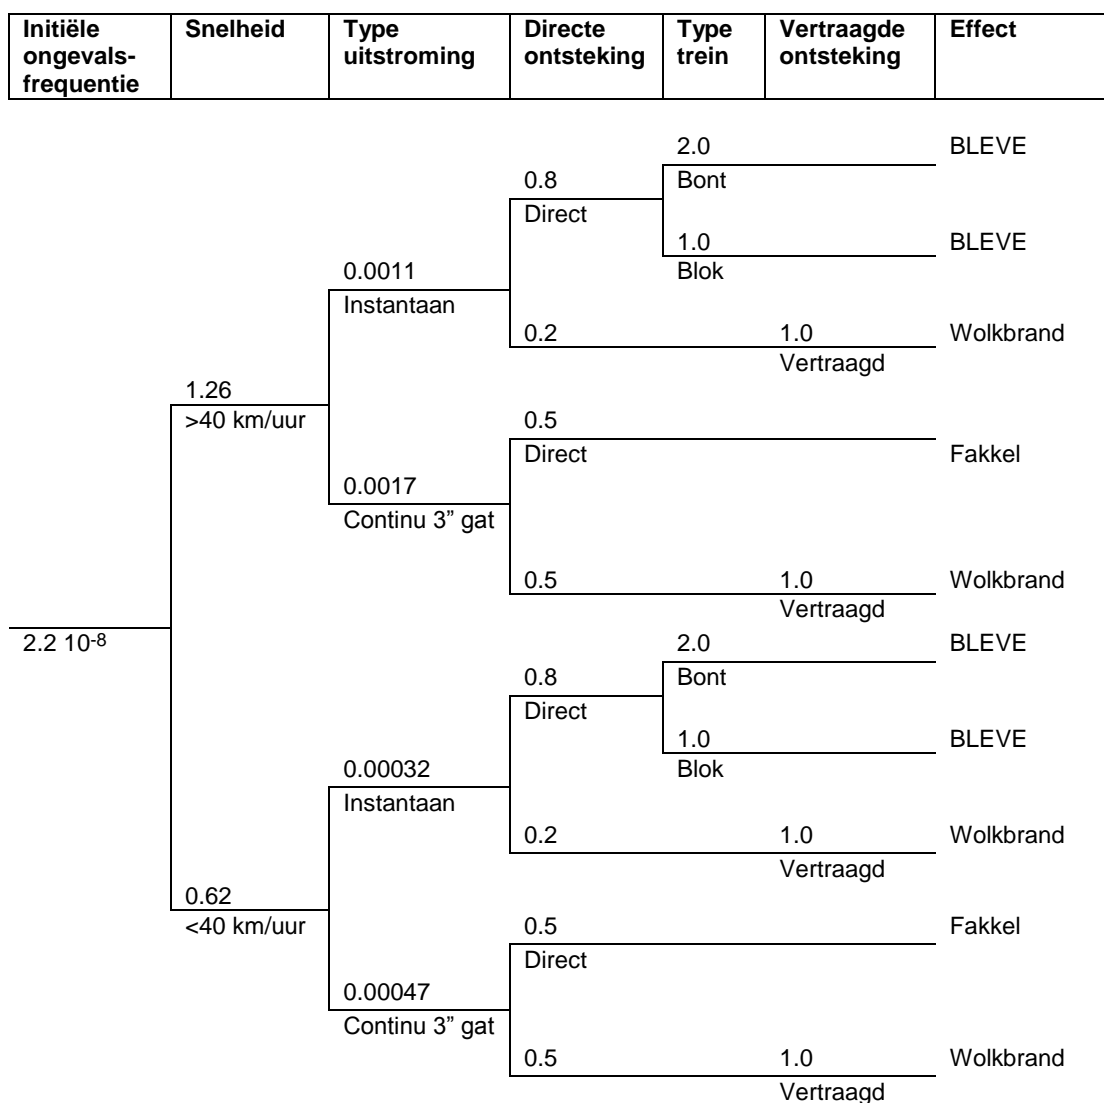 Initiële ongevals-frequentie
Snelheid
Type uitstroming
Directe ontsteking
Type trein
Vertraagde ontsteking
Effect
2.0 BLEVE
0.8 Bont
Direct
1.0 BLEVE
0.0011 Blok
Instantaan
0.2 1.0 Wolkbrand
Vertraagd
1.26
>40 km/uur 0.5
Direct Fakkel
0.0017
Continu 3” gat
0.5 1.0 Wolkbrand
Vertraagd
2.2 10-8 2.0 BLEVE
0.8 Bont
Direct
1.0 BLEVE
0.00032 Blok
Instantaan
0.2 1.0 Wolkbrand
Vertraagd
0.62
<40 km/uur 0.5 Fakkel
Direct
0.00047
Continu 3” gat
0.5 1.0 Wolkbrand
Vertraagd